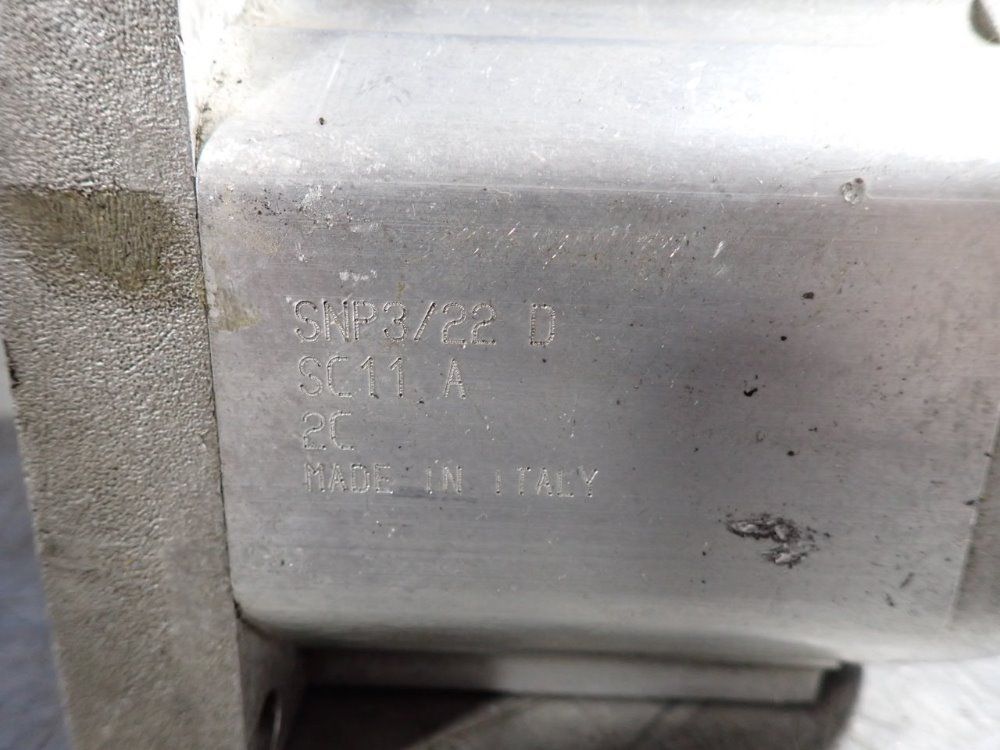 SNP3/22 D
SC11 A
2C
MADE IN ITALY